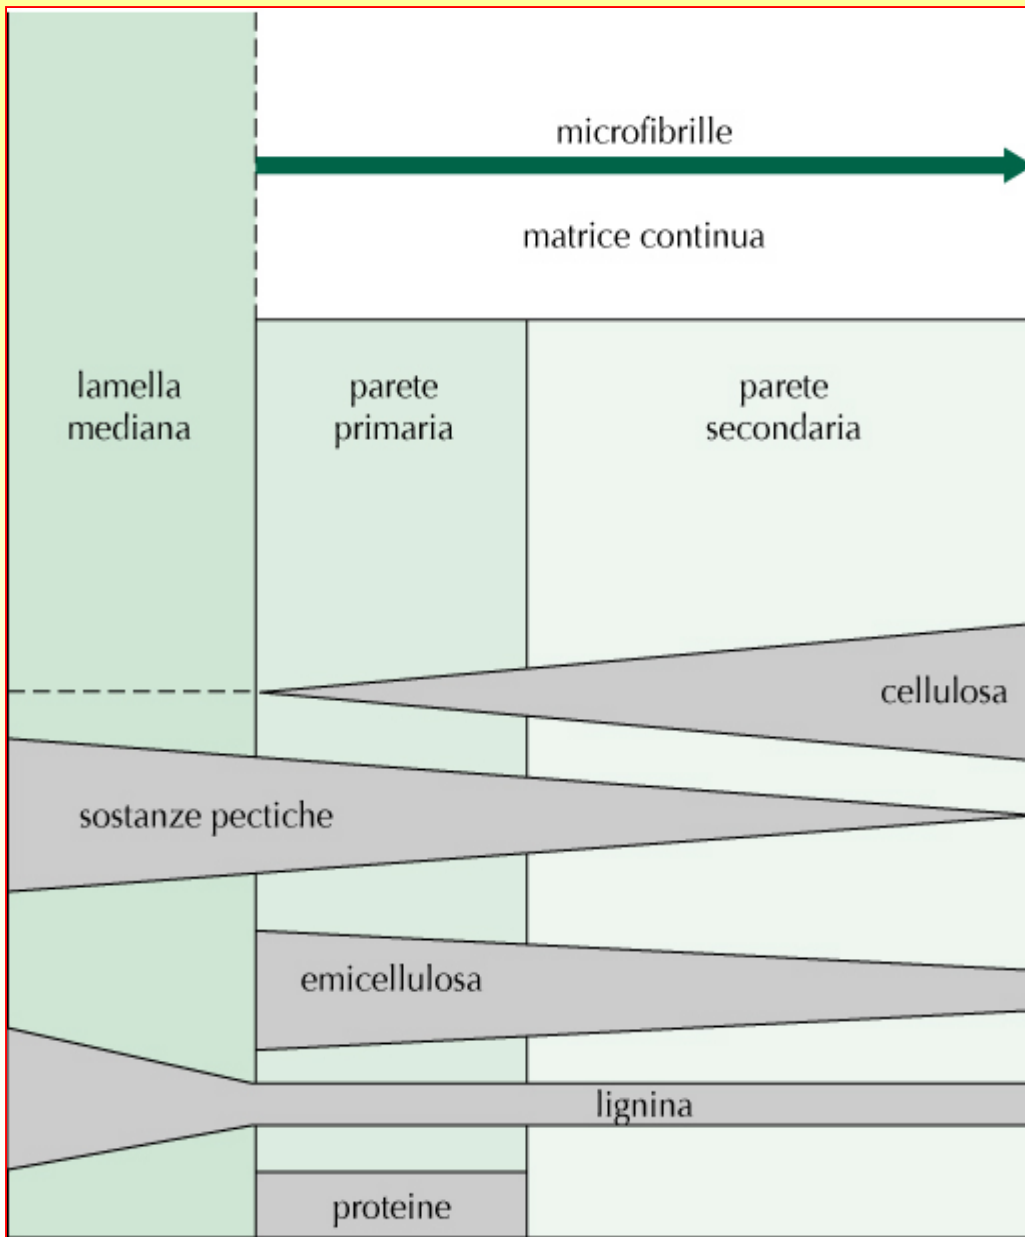 microfibrille
matrice continua
lamella
mediana
parete
primaria
parete
secondaria
cellulosa
sostanze pectiche
emicellulosa
lignina
proteine